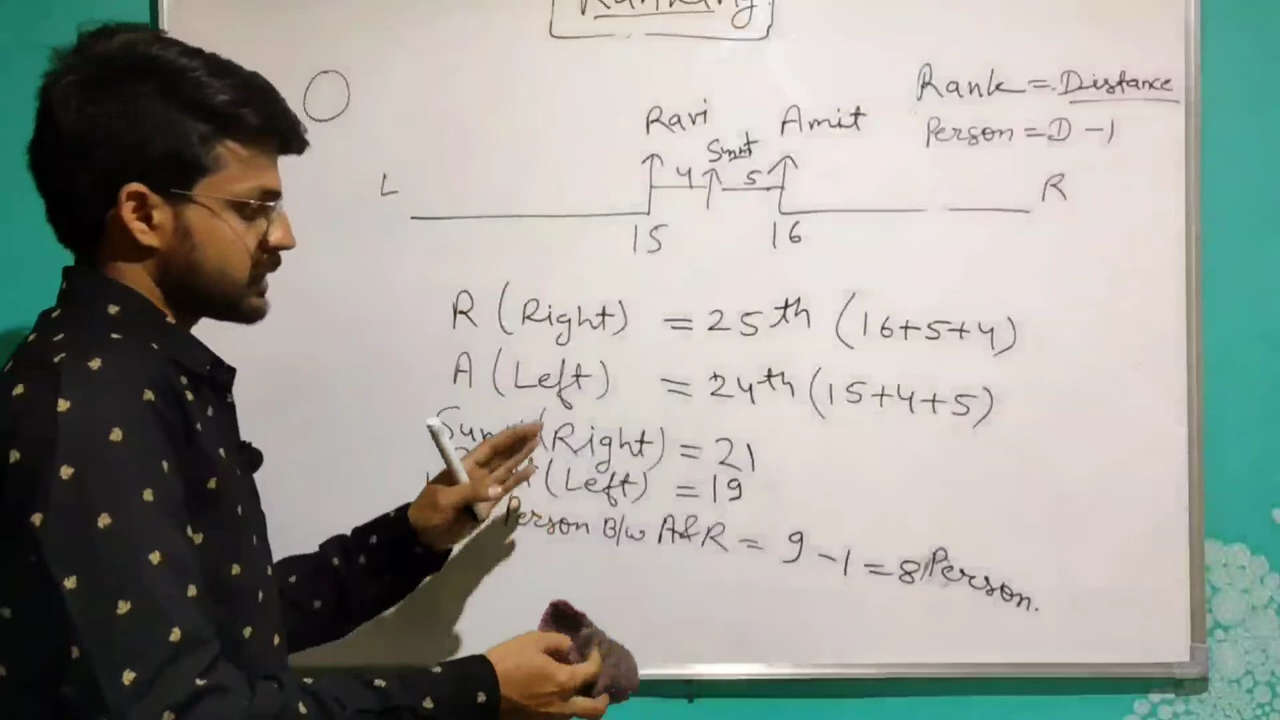 Ranking
Rank = Distance
Person = D - 1
Ravi Amit
Sumit
4 5
L R
15 16
R (Right) = 25th (16+5+4)
A (Left) = 24th (15+4+5)
(Right) = 21
(Left) = 19
Person B/w A&R = 9 - 1 = 8 Person.